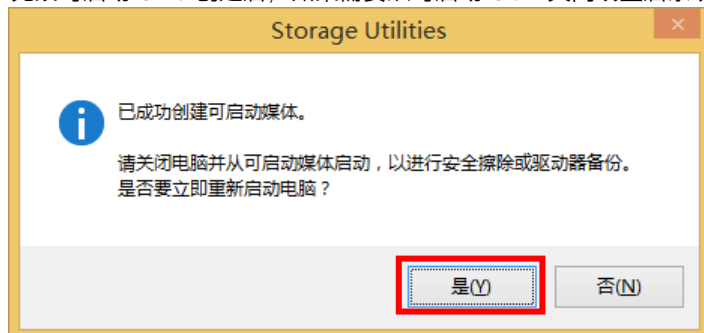 Storage Utilities
已成功创建可启动媒体。
请关闭电脑并从可启动媒体启动，以进行安全擦除或驱动器备份。
是否要立即重新启动电脑？
是(Y)
否(N)